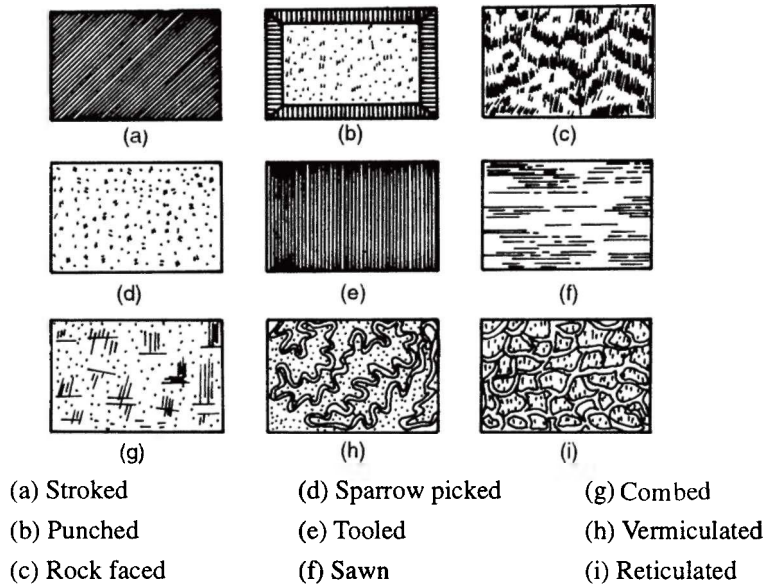 (a) (b) (c)
(d) (e) (f)
(g) (h) (i)
(a) Stroked (d) Sparrow picked (g) Combed
(b) Punched (e) Tooled (h) Vermiculated
(c) Rock faced (f) Sawn (i) Reticulated